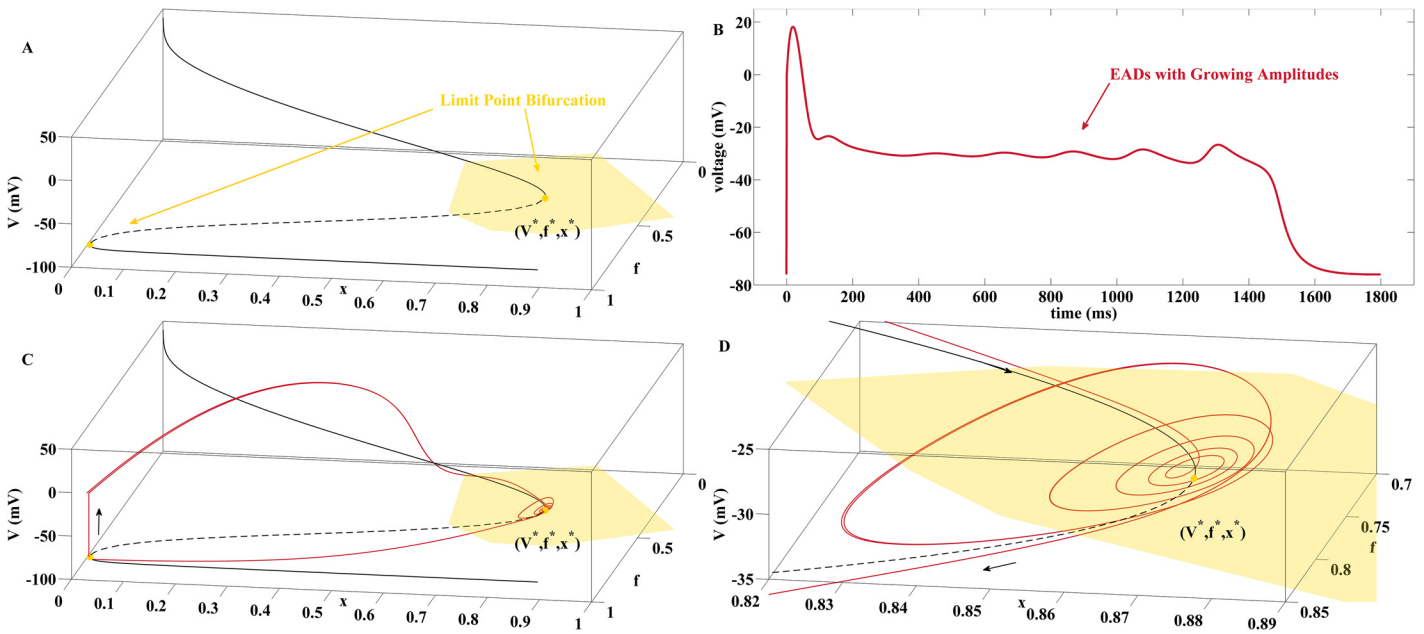 A
Limit Point Bifurcation
50
0
-50
-100
V (mV)
0
0.1
0.2
0.3
0.4
0.5
0.6
0.7
0.8
0.9
1
x
0
0.5
1
f
(V*,f*,x*)
B
EADs with Growing Amplitudes
20
0
-20
-40
-60
-80
voltage (mV)
0 200 400 600 800 1000 1200 1400 1600 1800
time (ms)
C
50
0
-50
-100
V (mV)
0
0.1
0.2
0.3
0.4
0.5
0.6
0.7
0.8
0.9
1
x
0
0.5
1
f
(V*,f*,x*)
D
-25
-30
-35
V (mV)
0.82
0.83
0.84
0.85
0.86
0.87
0.88
0.89
x
0.7
0.75
0.8
0.85
f
(V*,f*,x*)